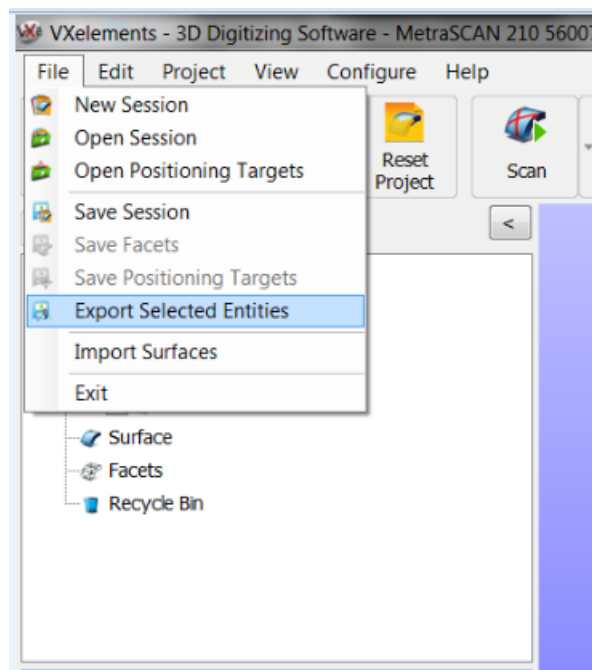 VXelements - 3D Digitizing Software - MetraSCAN 210 56007
File Edit Project View Configure Help
New Session
Open Session
Open Positioning Targets
Save Session
Save Facets
Save Positioning Targets
Export Selected Entities
Import Surfaces
Exit
Reset
Project
Scan
<
Surface
Facets
Recycle Bin